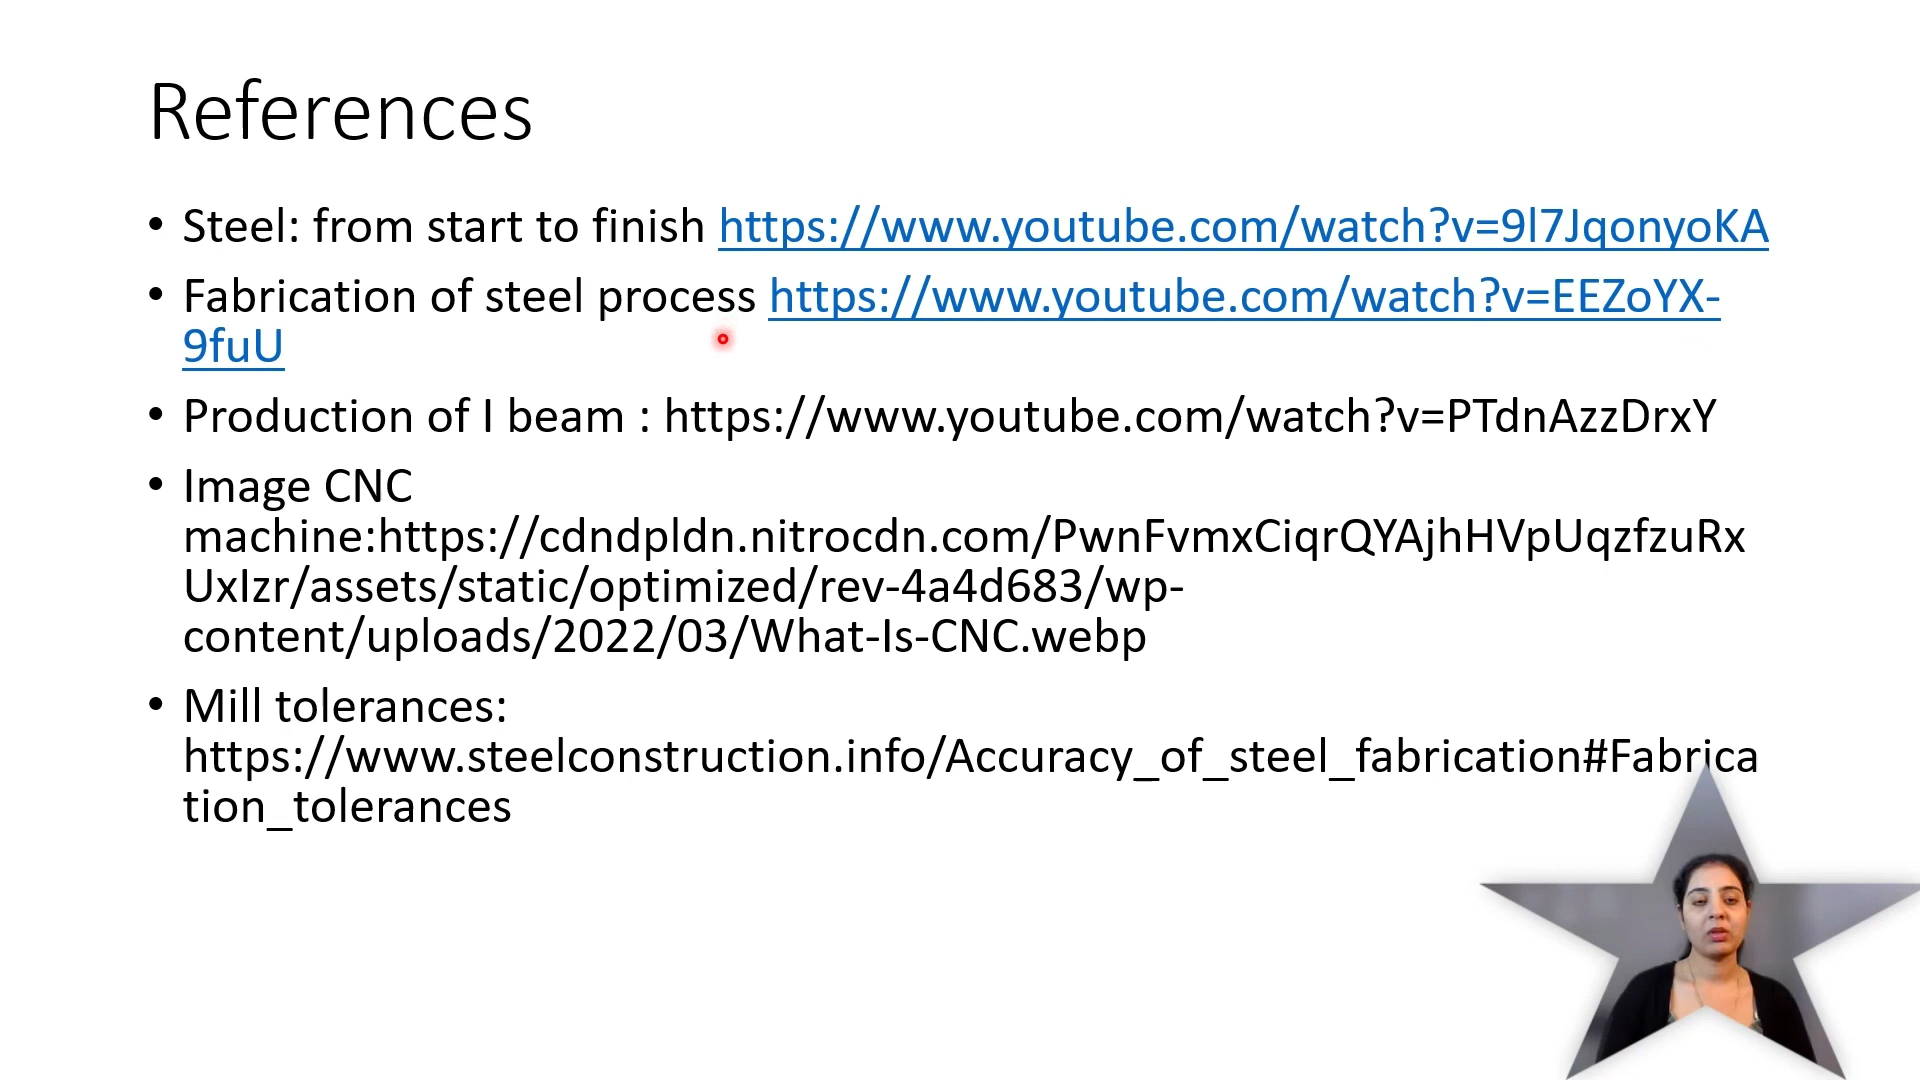 References
• Steel: from start to finish https://www.youtube.com/watch?v=9l7JqonyoKA
• Fabrication of steel process https://www.youtube.com/watch?v=EEZoYX-
9fuU
• Production of I beam : https://www.youtube.com/watch?v=PTdnAzzDrxY
• Image CNC
machine:https://cdndpldn.nitrocdn.com/PwnFvmxCiqrQYAjhHVpUqzfzuRx
UxIzr/assets/static/optimized/rev-4a4d683/wp-
content/uploads/2022/03/What-Is-CNC.webp
• Mill tolerances:
https://www.steelconstruction.info/Accuracy_of_steel_fabrication#Fabrica
tion_tolerances